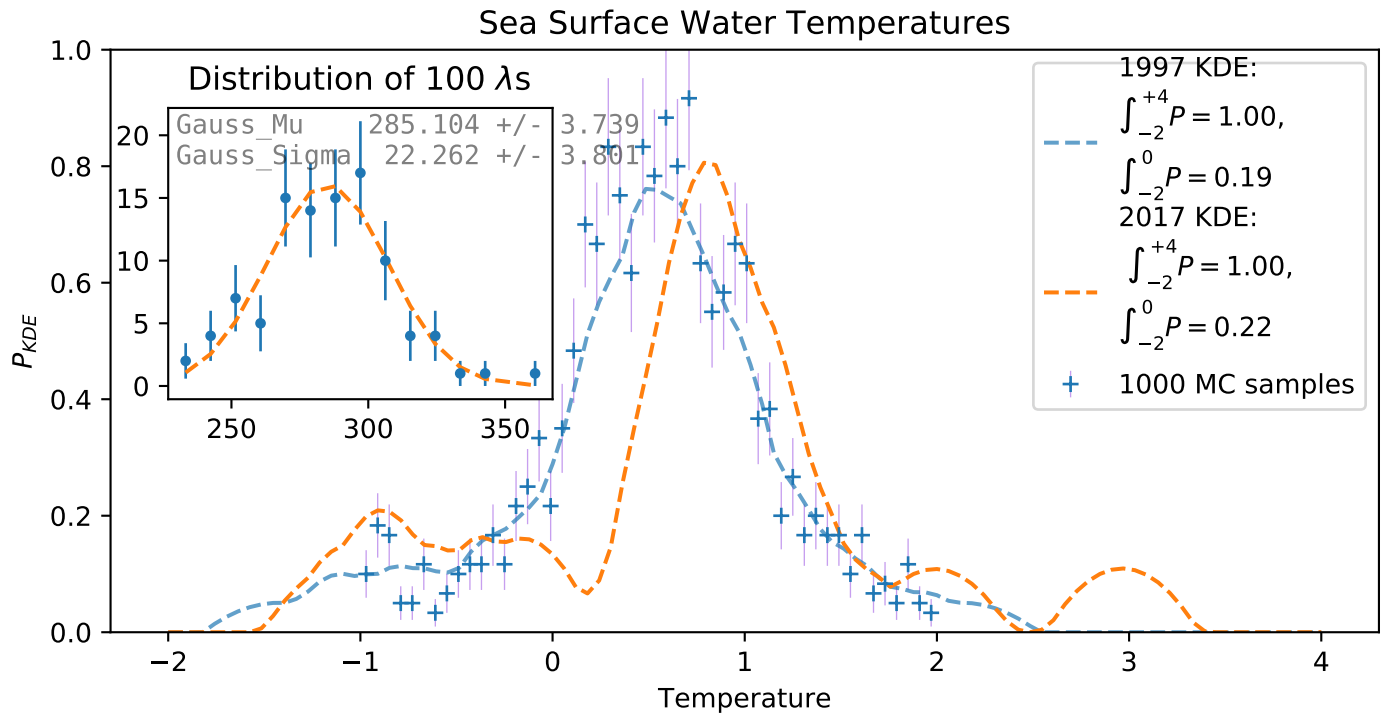 Sea Surface Water Temperatures
1.0
0.8
0.6
0.4
0.2
0.0
P_KDE
−2
−1
0
1
2
3
4
Temperature
Distribution of 100 λs
Gauss_Mu 285.104 +/- 3.739
Gauss_Sigma 22.262 +/- 3.801
20
15
10
5
0
250
300
350
1997 KDE:
∫_{−2}^{+4} P = 1.00,
∫_{−2}^{0} P = 0.19
2017 KDE:
∫_{−2}^{+4} P = 1.00,
∫_{−2}^{0} P = 0.22
1000 MC samples